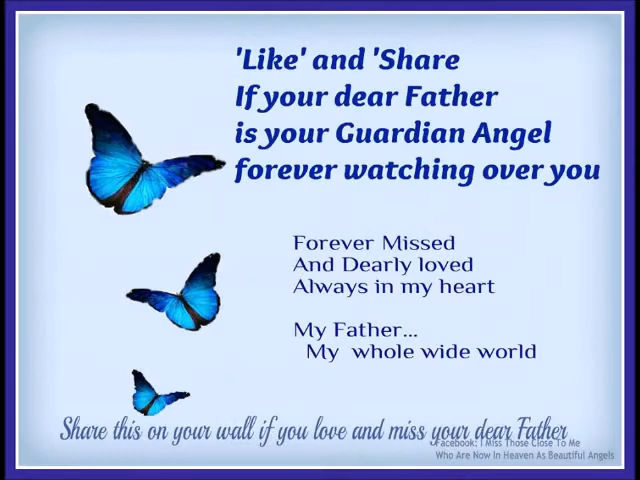 'Like' and 'Share
If your dear Father
is your Guardian Angel
forever watching over you
Forever Missed
And Dearly loved
Always in my heart
My Father...
My whole wide world
Share this on your wall if you love and miss your dear Father
Facebook: I Miss Those Close To Me
Who Are Now In Heaven As Beautiful Angels